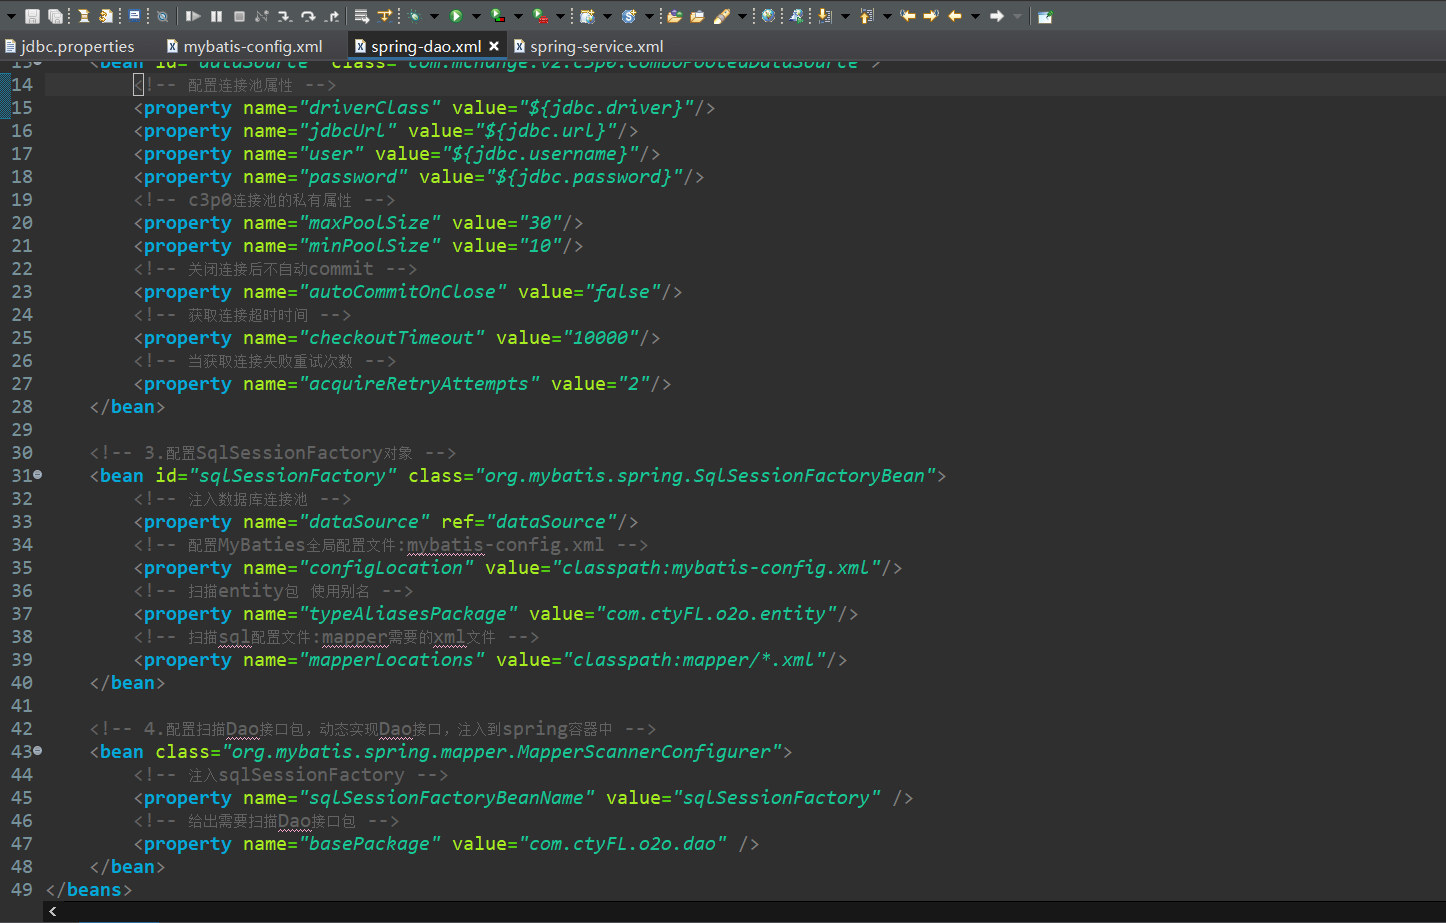 jdbc.properties mybatis-config.xml spring-dao.xml spring-service.xml
13 <bean id="dataSource" class="com.mchange.v2.c3p0.ComboPooledDataSource">
14 <!-- 配置连接池属性 -->
15 <property name="driverClass" value="${jdbc.driver}"/>
16 <property name="jdbcUrl" value="${jdbc.url}"/>
17 <property name="user" value="${jdbc.username}"/>
18 <property name="password" value="${jdbc.password}"/>
19 <!-- c3p0连接池的私有属性 -->
20 <property name="maxPoolSize" value="30"/>
21 <property name="minPoolSize" value="10"/>
22 <!-- 关闭连接后不自动commit -->
23 <property name="autoCommitOnClose" value="false"/>
24 <!-- 获取连接超时时间 -->
25 <property name="checkoutTimeout" value="10000"/>
26 <!-- 当获取连接失败重试次数 -->
27 <property name="acquireRetryAttempts" value="2"/>
28 </bean>
29
30 <!-- 3.配置SqlSessionFactory对象 -->
31 <bean id="sqlSessionFactory" class="org.mybatis.spring.SqlSessionFactoryBean">
32 <!-- 注入数据库连接池 -->
33 <property name="dataSource" ref="dataSource"/>
34 <!-- 配置MyBaties全局配置文件:mybatis-config.xml -->
35 <property name="configLocation" value="classpath:mybatis-config.xml"/>
36 <!-- 扫描entity包 使用别名 -->
37 <property name="typeAliasesPackage" value="com.ctyFL.o2o.entity"/>
38 <!-- 扫描sql配置文件:mapper需要的xml文件 -->
39 <property name="mapperLocations" value="classpath:mapper/*.xml"/>
40 </bean>
41
42 <!-- 4.配置扫描Dao接口包，动态实现Dao接口，注入到spring容器中 -->
43 <bean class="org.mybatis.spring.mapper.MapperScannerConfigurer">
44 <!-- 注入sqlSessionFactory -->
45 <property name="sqlSessionFactoryBeanName" value="sqlSessionFactory" />
46 <!-- 给出需要扫描Dao接口包 -->
47 <property name="basePackage" value="com.ctyFL.o2o.dao" />
48 </bean>
49 </beans>